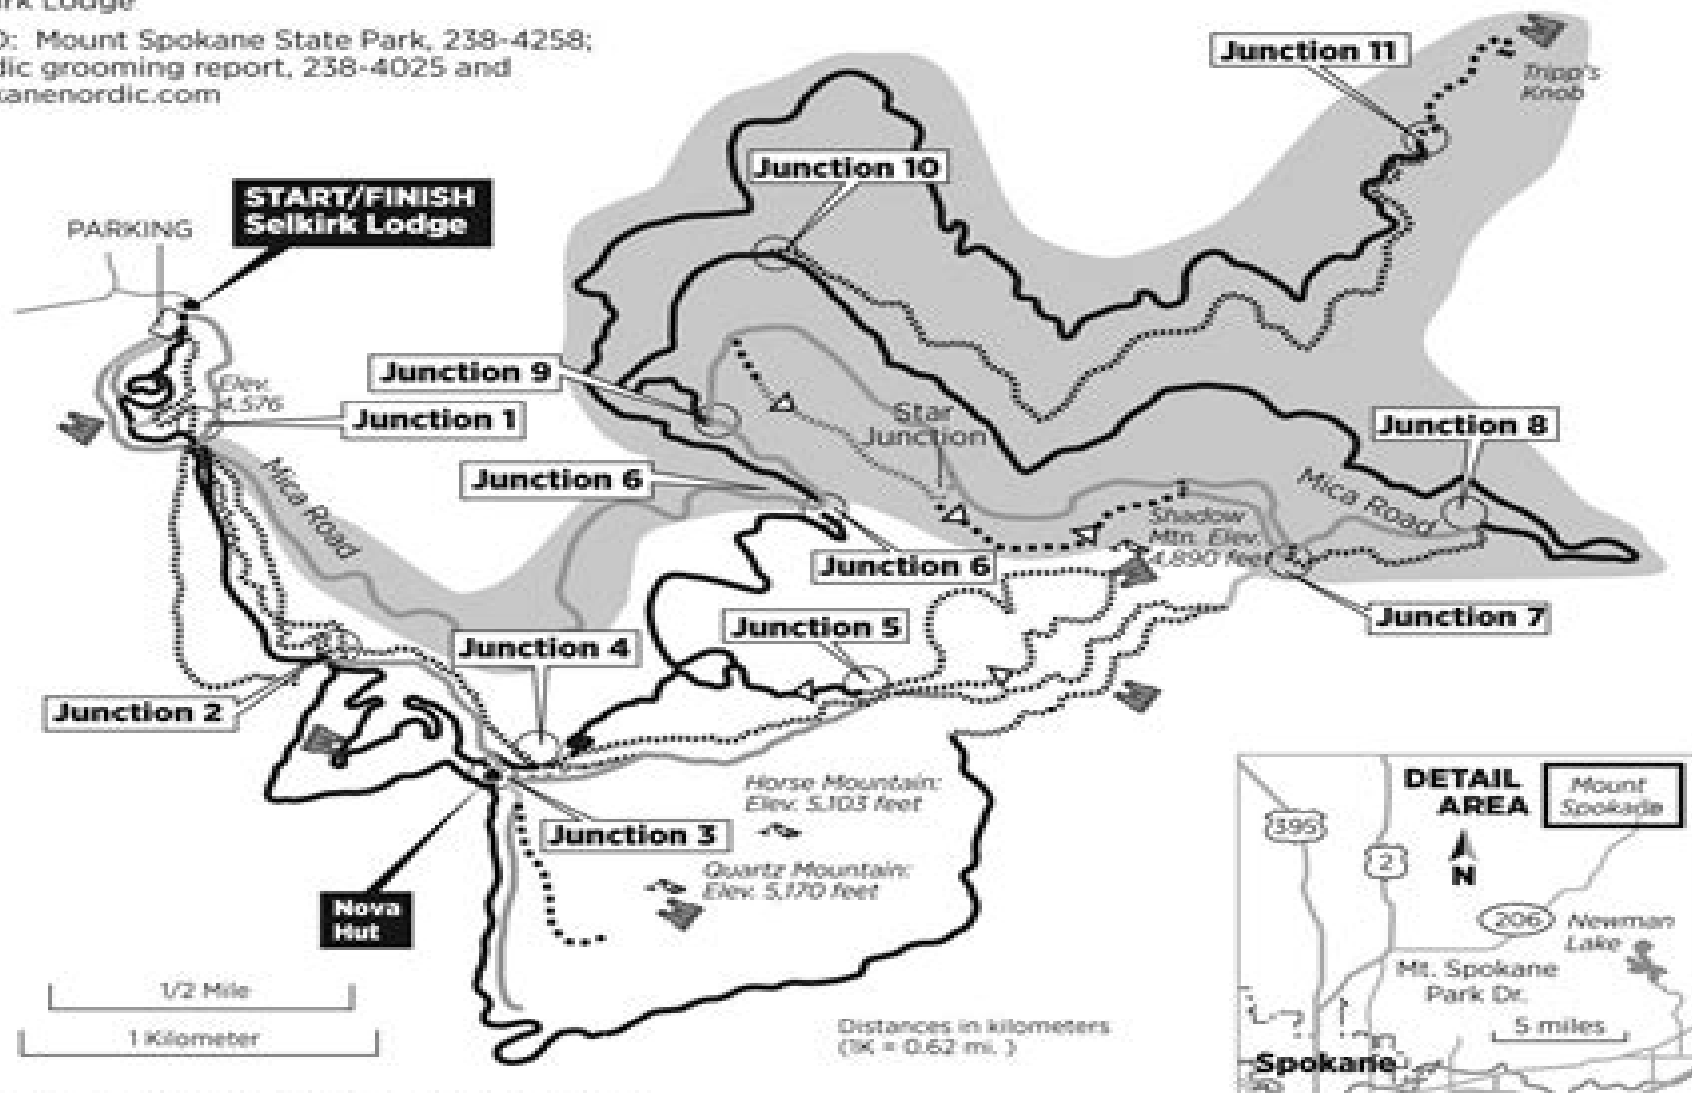 Lodge
Mount Spokane State Park, 238-4258;
grooming report, 238-4025 and
START/FINISH
Selkirk Lodge
PARKING
Elev.
4,576
Junction 1
Mica Road
Junction 2
Junction 3
Nova
Hut
Junction 4
Junction 5
Junction 6
Junction 6
Junction 9
Junction 10
Junction 11
Tripp's
Knob
Star
Junction
Junction 8
Mica Road
Shadow
Mtn. Elev.
4,890 feet
Junction 7
Horse Mountain:
Elev. 5,103 feet
Quartz Mountain:
Elev. 5,170 feet
1/2 Mile
1 Kilometer
Distances in kilometers
(1K = 0.62 mi. )
DETAIL
AREA
Mount
Spokane
395
2
N
206
Newman
Lake
Mt. Spokane
Park Dr.
5 miles
Spokane